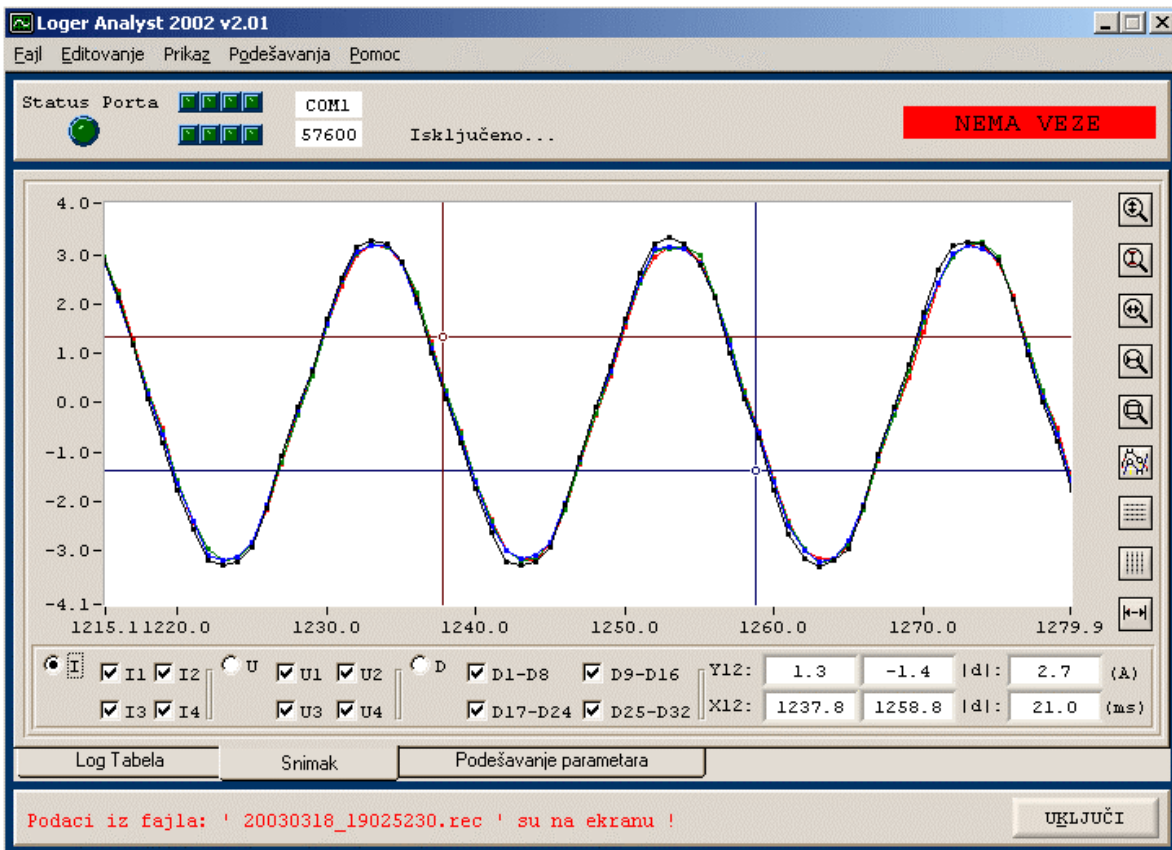 Loger Analyst 2002 v2.01
Fajl Editovanje Prikaz Podešavanja Pomoc
Status Porta COM1
57600 Isključeno... NEMA VEZE
4.0
3.0
2.0
1.0
0.0
-1.0
-2.0
-3.0
-4.1
1215.1 1220.0 1230.0 1240.0 1250.0 1260.0 1270.0 1279.9
I I1 I2 U U1 U2 D D1-D8 D9-D16 Y12: 1.3 -1.4 |d|: 2.7 (A)
I3 I4 U3 U4 D17-D24 D25-D32 X12: 1237.8 1258.8 |d|: 21.0 (ms)
Log Tabela Snimak Podešavanje parametara
Podaci iz fajla: ' 20030318_19025230.rec ' su na ekranu ! UKLJUČI